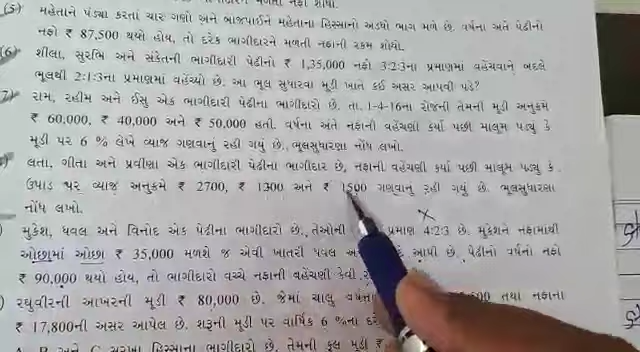 (5) મહેતાને પંડ્યા કરતાં ચાર ગણો અને બાજપાઈને મહેતાના હિસ્સાનો અડધો ભાગ મળે છે. વર્ષના અંતે પેઢીનો
નફો ₹ 87,500 થયો હોય, તો દરેક ભાગીદારને મળતી નફાની રકમ શોધો.
(6) શીલા, સુરભિ અને સંકેતની ભાગીદારી પેઢીનો ₹ 1,35,000 નફો 3:2:3ના પ્રમાણમાં વહેંચવાને બદલે
ભૂલથી 2:1:3ના પ્રમાણમાં વહેંચ્યો છે. આ ભૂલ સુધારવા મૂડી ખાતે કઈ અસર આપવી પડે?
7) રામ, રહીમ અને ઈસુ એક ભાગીદારી પેઢીના ભાગીદારો છે. તા. 1-4-16ના રોજની તેમની મૂડી અનુક્રમે
₹ 60,000, ₹ 40,000 અને ₹ 50,000 હતી. વર્ષના અંતે નફાની વહેંચણી કર્યા પછી માલૂમ પડ્યું કે
મૂડી પર 6 % લેખે વ્યાજ ગણવાનું રહી ગયું છે. ભૂલસુધારણા નોંધ લખો.
લતા, ગીતા અને પ્રવીણા એક ભાગીદારી પેઢીના ભાગીદાર છે. નફાની વહેંચણી કર્યા પછી માલૂમ પડ્યું કે
ઉપાડ પર વ્યાજ અનુક્રમે ₹ 2700, ₹ 1300 અને ₹ 1500 ગણવાનું રહી ગયું છે. ભૂલસુધારણા
નોંધ લખો.
) મુકેશ, ધવલ અને વિનોદ એક પેઢીના ભાગીદારો છે. તેઓની પ્રમાણ 4:2:3 છે. મુકેશને નફામાંથી
ઓછામાં ઓછા ₹ 35,000 મળશે જ એવી ખાતરી ધવલ આપી છે. પેઢીનો વર્ષનો નફો
₹ 90,000 થયો હોય, તો ભાગીદારો વચ્ચે નફાની વહેંચણી કેવી
) રઘુવીરની આખરની મૂડી ₹ 80,000 છે. જેમાં ચાલુ તથા નફાના
₹ 17,800ની અસર આપેલ છે. શરૂની મૂડી પર વાર્ષિક 6 %ના
A, B અને C સરખા હિસ્સાના ભાગીદારો છે. તેમની કુલ મૂડી ₹